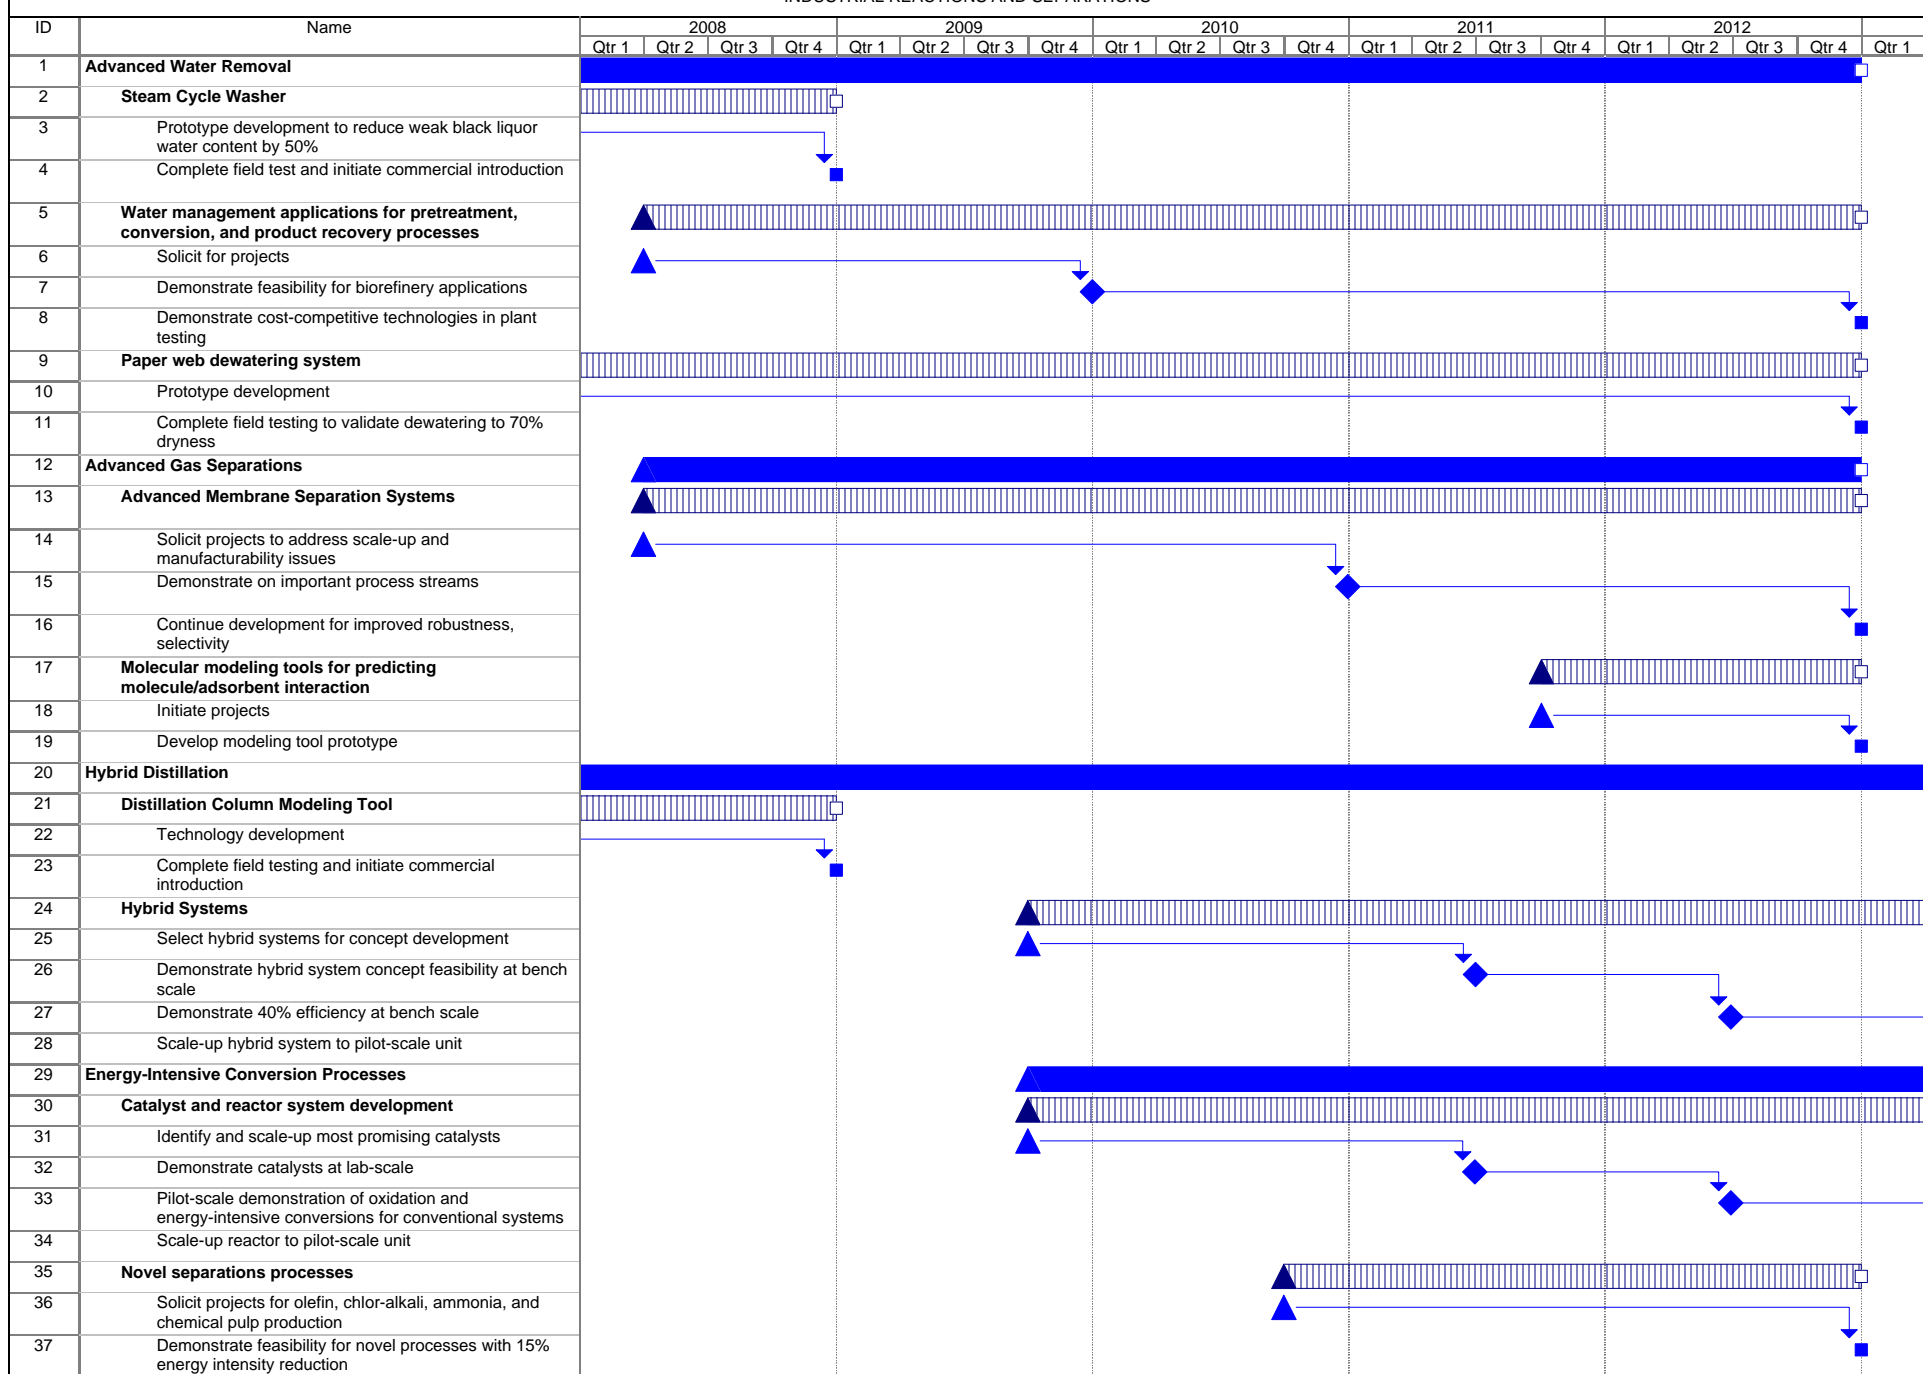 INDUSTRIAL REACTIONS AND SEPARATIONS
ID Name 2008 2009 2010 2011 2012
Qtr 1 Qtr 2 Qtr 3 Qtr 4 Qtr 1 Qtr 2 Qtr 3 Qtr 4 Qtr 1 Qtr 2 Qtr 3 Qtr 4 Qtr 1 Qtr 2 Qtr 3 Qtr 4 Qtr 1 Qtr 2 Qtr 3 Qtr 4 Qtr 1
1 Advanced Water Removal
2 Steam Cycle Washer
3 Prototype development to reduce weak black liquor
water content by 50%
4 Complete field test and initiate commercial introduction
5 Water management applications for pretreatment,
conversion, and product recovery processes
6 Solicit for projects
7 Demonstrate feasibility for biorefinery applications
8 Demonstrate cost-competitive technologies in plant
testing
9 Paper web dewatering system
10 Prototype development
11 Complete field testing to validate dewatering to 70%
dryness
12 Advanced Gas Separations
13 Advanced Membrane Separation Systems
14 Solicit projects to address scale-up and
manufacturability issues
15 Demonstrate on important process streams
16 Continue development for improved robustness,
selectivity
17 Molecular modeling tools for predicting
molecule/adsorbent interaction
18 Initiate projects
19 Develop modeling tool prototype
20 Hybrid Distillation
21 Distillation Column Modeling Tool
22 Technology development
23 Complete field testing and initiate commercial
introduction
24 Hybrid Systems
25 Select hybrid systems for concept development
26 Demonstrate hybrid system concept feasibility at bench
scale
27 Demonstrate 40% efficiency at bench scale
28 Scale-up hybrid system to pilot-scale unit
29 Energy-Intensive Conversion Processes
30 Catalyst and reactor system development
31 Identify and scale-up most promising catalysts
32 Demonstrate catalysts at lab-scale
33 Pilot-scale demonstration of oxidation and
energy-intensive conversions for conventional systems
34 Scale-up reactor to pilot-scale unit
35 Novel separations processes
36 Solicit projects for olefin, chlor-alkali, ammonia, and
chemical pulp production
37 Demonstrate feasibility for novel processes with 15%
energy intensity reduction